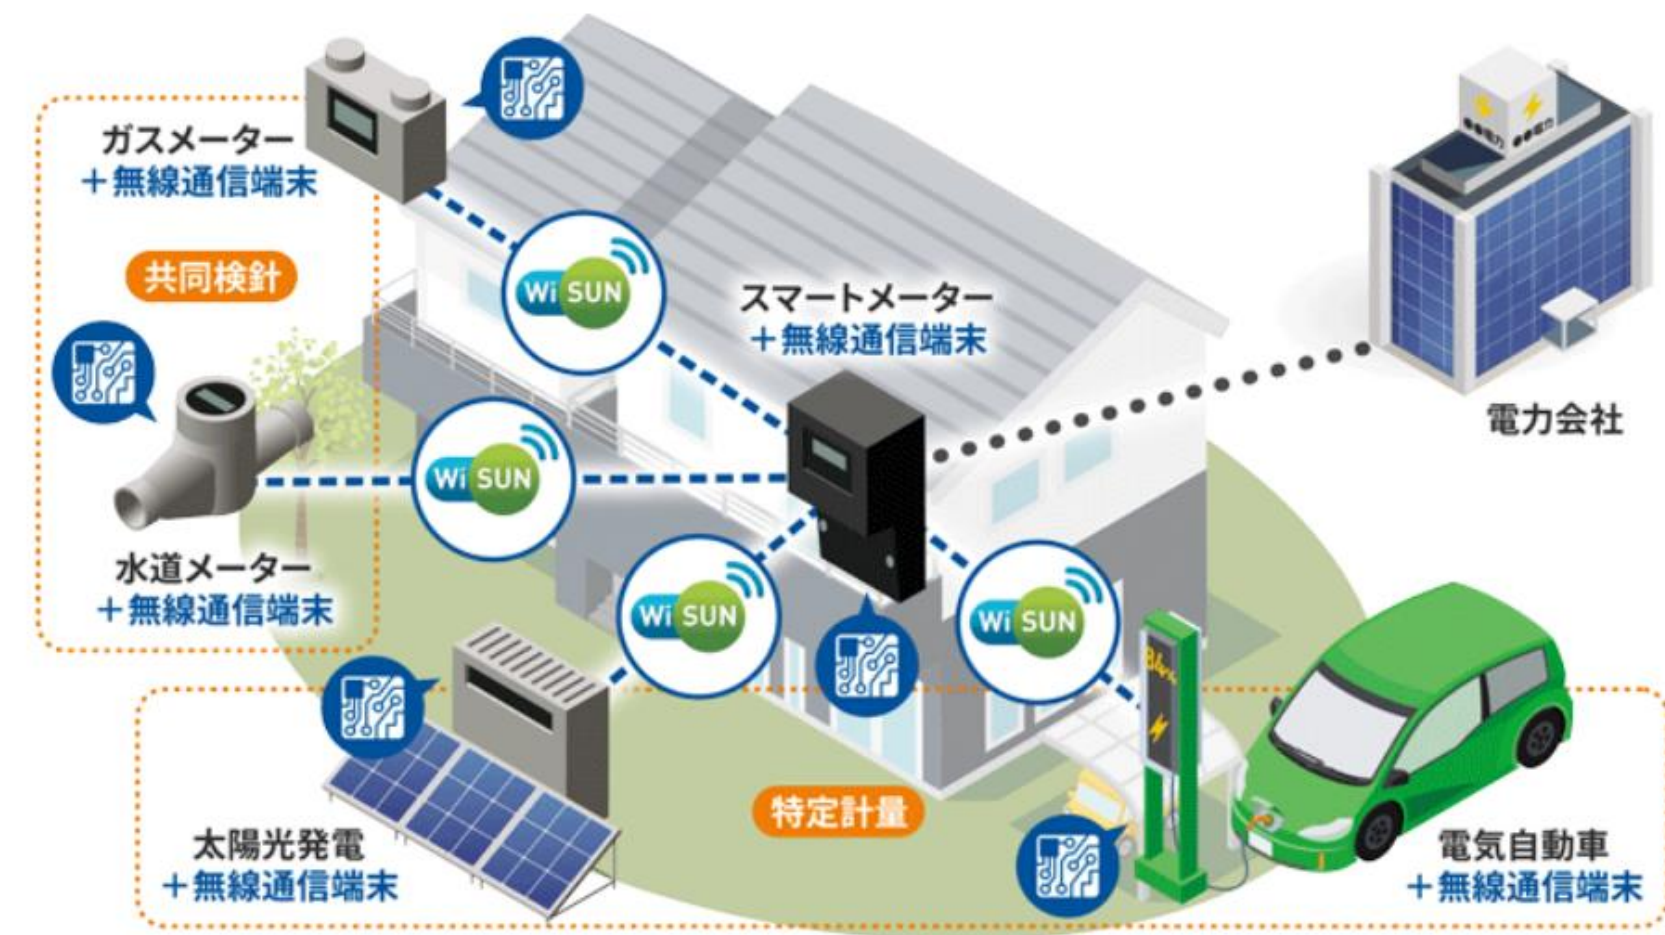 ガスメーター
＋無線通信端末
共同検針
Wi SUN
スマートメーター
＋無線通信端末
●●電力
●●電力
電力会社
Wi SUN
水道メーター
＋無線通信端末
Wi SUN
Wi SUN
特定計量
太陽光発電
＋無線通信端末
電気自動車
＋無線通信端末